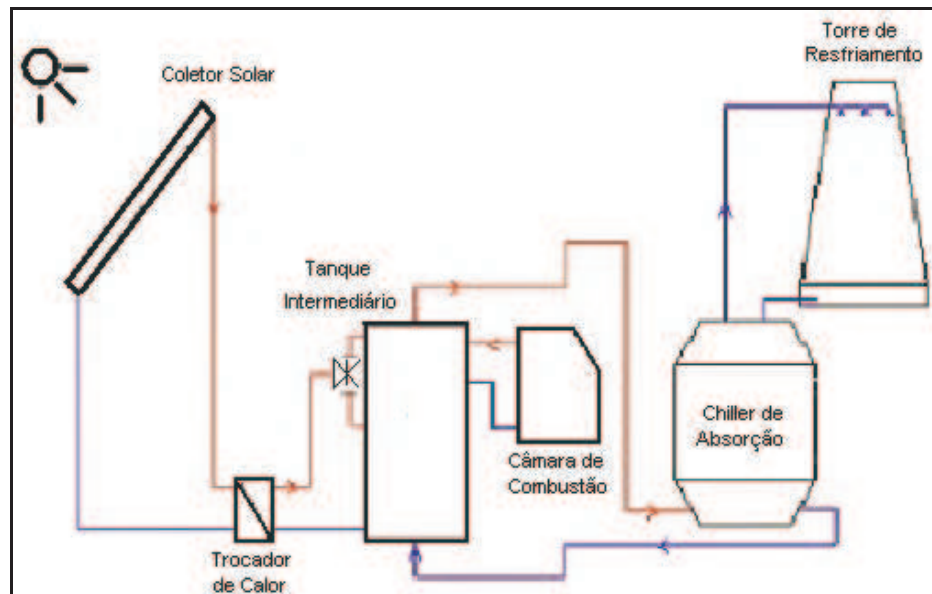 Torre de
Resfriamento
Coletor Solar
Tanque
Intermediário
Chiller de
Absorção
Câmara de
Combustão
Trocador
de Calor